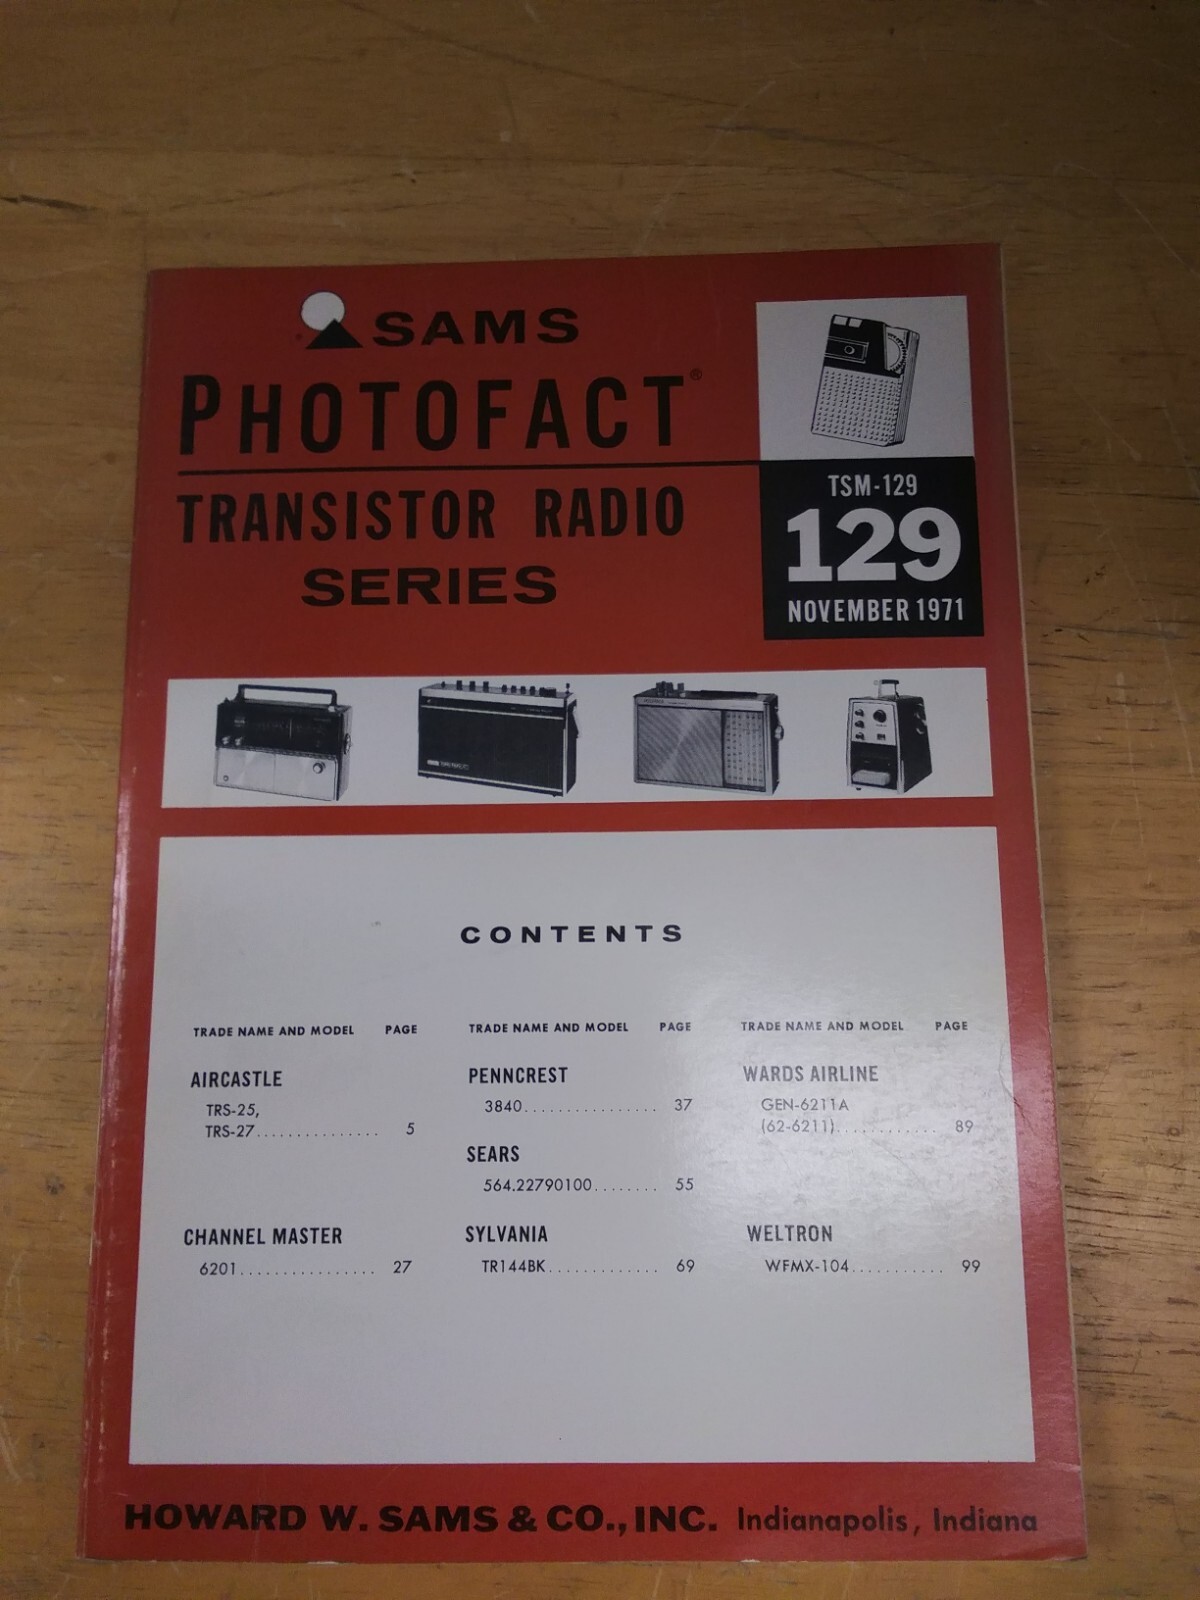 SAMS
PHOTOFACT®
TRANSISTOR RADIO
SERIES
TSM-129
129
NOVEMBER 1971
CONTENTS
TRADE NAME AND MODEL PAGE
AIRCASTLE
TRS-25,
TRS-27............... 5
CHANNEL MASTER
6201................ 27
TRADE NAME AND MODEL PAGE
PENNCREST
3840................ 37
SEARS
564.22790100........ 55
SYLVANIA
TR144BK............. 69
TRADE NAME AND MODEL PAGE
WARDS AIRLINE
GEN-6211A
(62-6211)............ 89
WELTRON
WFMX-104........... 99
HOWARD W. SAMS & CO., INC. Indianapolis, Indiana